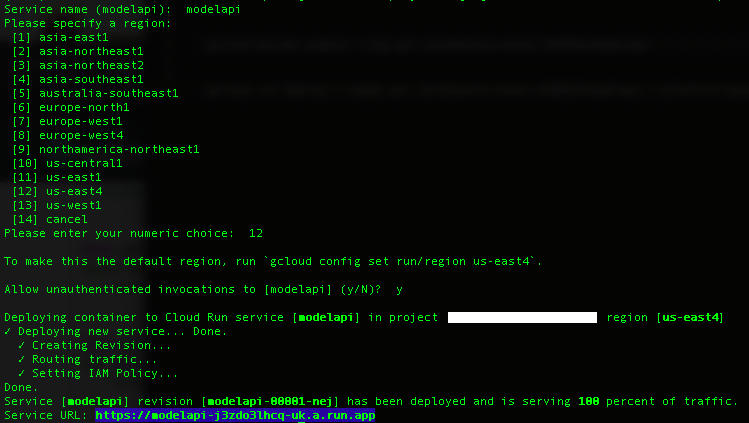 Service name (modelapi):  modelapi
Please specify a region:
[1] asia-east1
[2] asia-northeast1
[3] asia-northeast2
[4] asia-southeast1
[5] australia-southeast1
[6] europe-north1
[7] europe-west1
[8] europe-west4
[9] northamerica-northeast1
[10] us-central1
[11] us-east1
[12] us-east4
[13] us-west1
[14] cancel
Please enter your numeric choice:  12
To make this the default region, run `gcloud config set run/region us-east4`.
Allow unauthenticated invocations to [modelapi] (y/N)?  y
Deploying container to Cloud Run service [modelapi] in project region [us-east4]
✓ Deploying new service... Done.
✓ Creating Revision...
✓ Routing traffic...
✓ Setting IAM Policy...
Done.
Service [modelapi] revision [modelapi-00001-nej] has been deployed and is serving 100 percent of traffic.
Service URL: https://modelapi-j3zdo3lhcq-uk.a.run.app